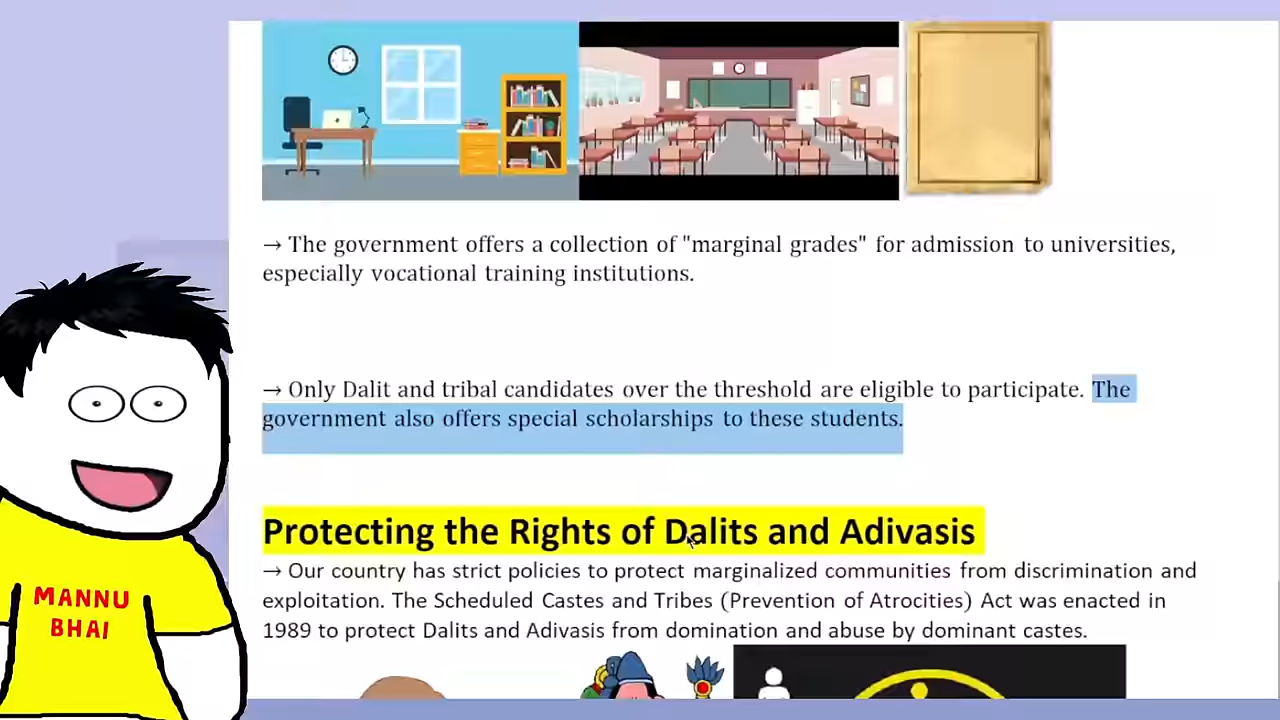 → The government offers a collection of "marginal grades" for admission to universities,
especially vocational training institutions.
→ Only Dalit and tribal candidates over the threshold are eligible to participate. The
government also offers special scholarships to these students.
Protecting the Rights of Dalits and Adivasis
→ Our country has strict policies to protect marginalized communities from discrimination and
exploitation. The Scheduled Castes and Tribes (Prevention of Atrocities) Act was enacted in
1989 to protect Dalits and Adivasis from domination and abuse by dominant castes.
MANNU
BHAI